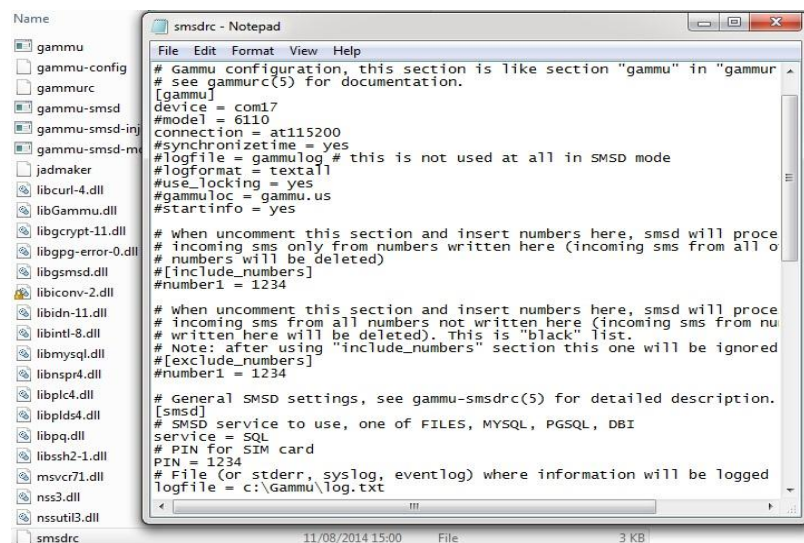 Name
gammu
gammu-config
gammurc
gammu-smsd
gammu-smsd-inj
gammu-smsd-mo
jadmaker
libcurl-4.dll
libGammu.dll
libgcrypt-11.dll
libgpg-error-0.dll
libgsmsd.dll
libiconv-2.dll
libidn-11.dll
libintl-8.dll
libmysql.dll
libnspr4.dll
libplc4.dll
libplds4.dll
libpq.dll
libssh2-1.dll
msvcr71.dll
nss3.dll
nssutil3.dll
smsdrc 11/08/2014 15:00 File 3 KB
smsdrc - Notepad
File Edit Format View Help
# Gammu configuration, this section is like section "gammu" in "gammur
# see gammurc(5) for documentation.
[gammu]
device = com17
#model = 6110
connection = at115200
#synchronizetime = yes
#logfile = gammulog # this is not used at all in SMSD mode
#logformat = textall
#use_locking = yes
#gammuloc = gammu.us
#startinfo = yes
# When uncomment this section and insert numbers here, smsd will proce
# incoming sms only from numbers written here (incoming sms from all o
# numbers will be deleted)
#[include_numbers]
#number1 = 1234
# When uncomment this section and insert numbers here, smsd will proce
# incoming sms from all numbers not written here (incoming sms from nu
# written here will be deleted). This is "black" list.
# Note: after using "include_numbers" section this one will be ignored
#[exclude_numbers]
#number1 = 1234
# General SMSD settings, see gammu-smsdrc(5) for detailed description.
[smsd]
# SMSD service to use, one of FILES, MYSQL, PGSQL, DBI
service = SQL
# PIN for SIM card
PIN = 1234
# File (or stderr, syslog, eventlog) where information will be logged
logfile = c:\Gammu\log.txt